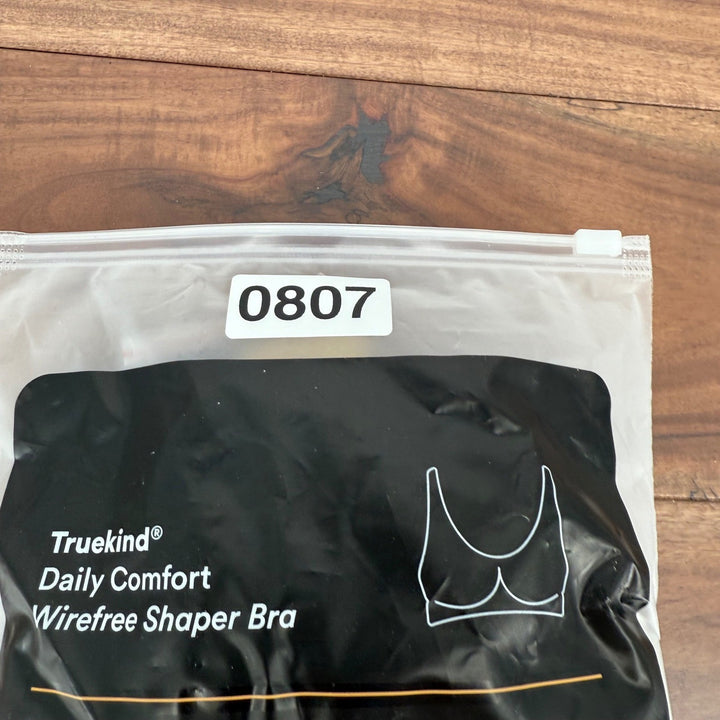 0807
Truekind®
Daily Comfort
Wirefree Shaper Bra